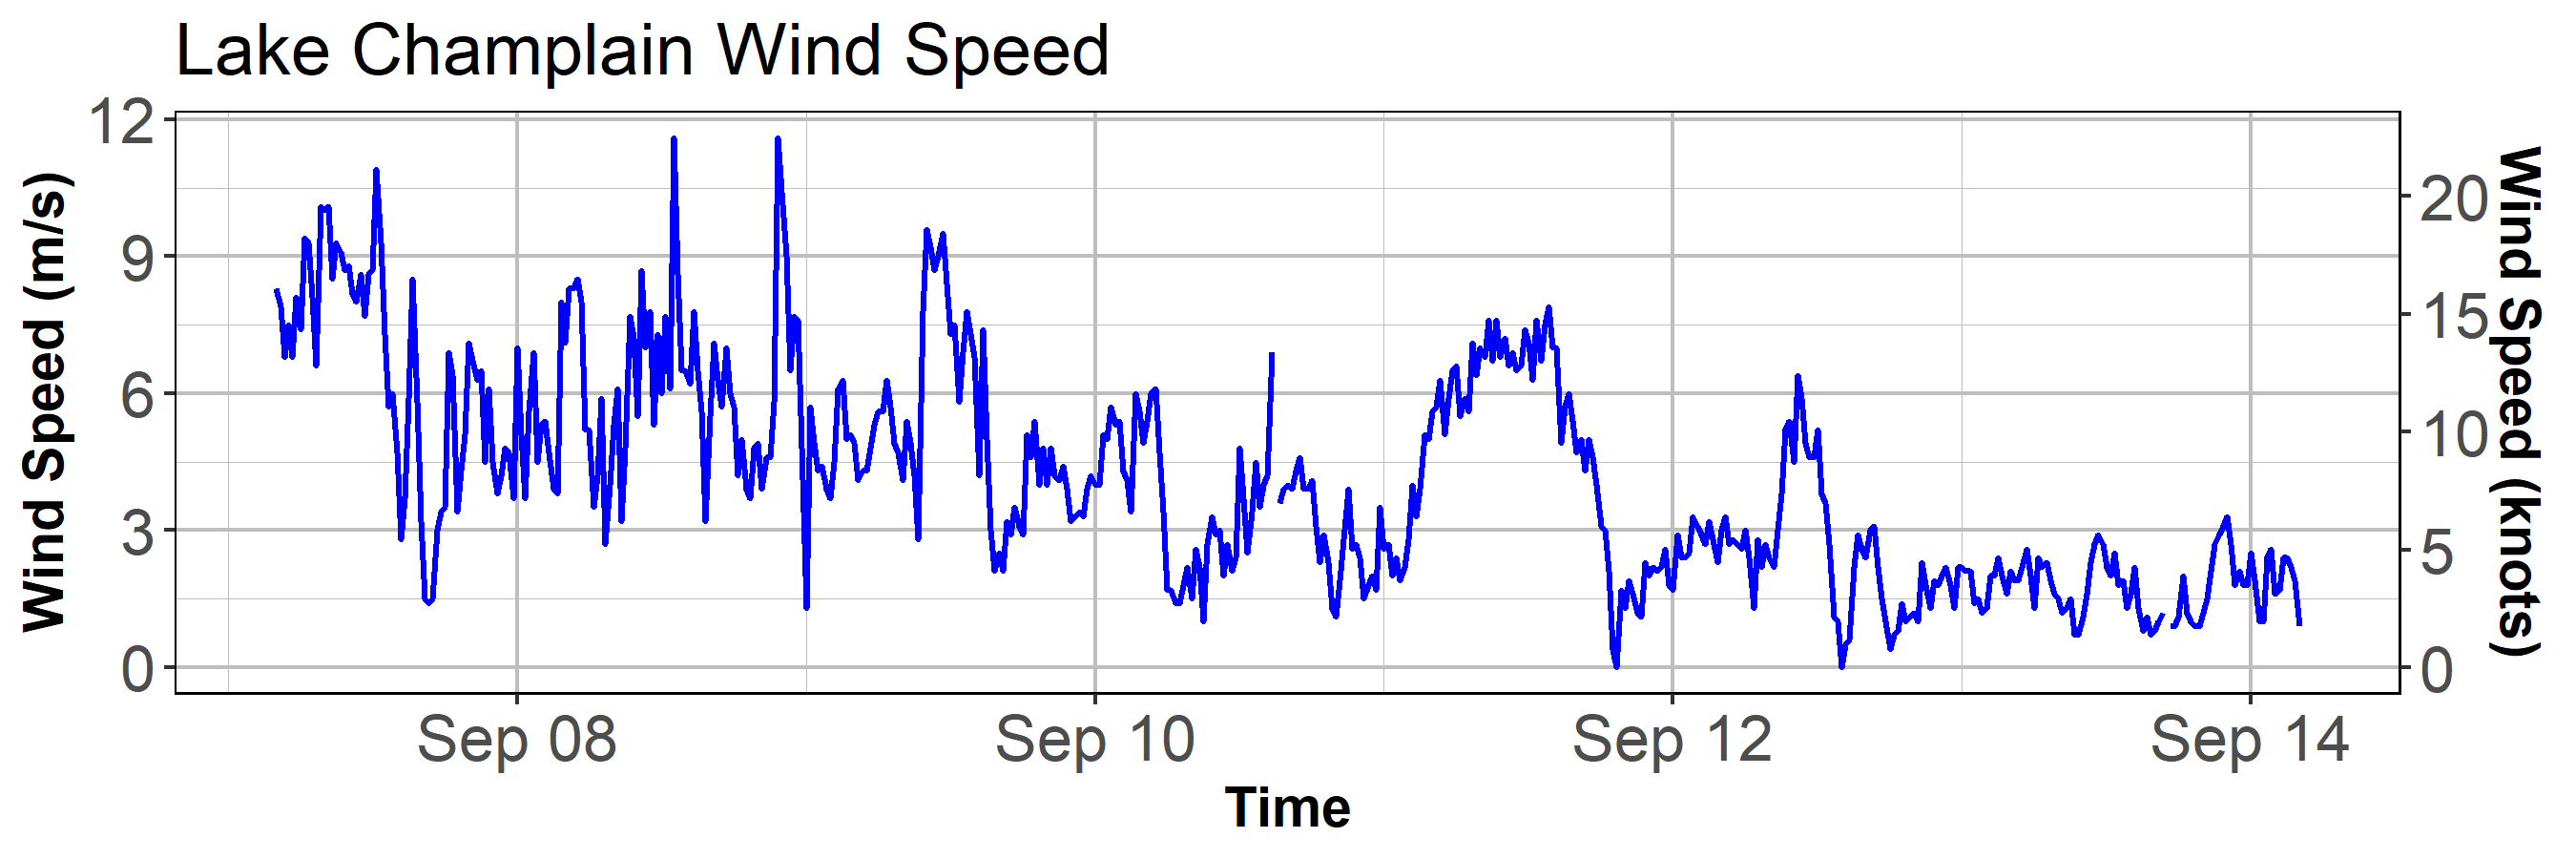 Lake Champlain Wind Speed
12
9
6
3
0
Wind Speed (m/s)
20
15
10
5
0
Wind Speed (knots)
Sep 08
Sep 10
Sep 12
Sep 14
Time